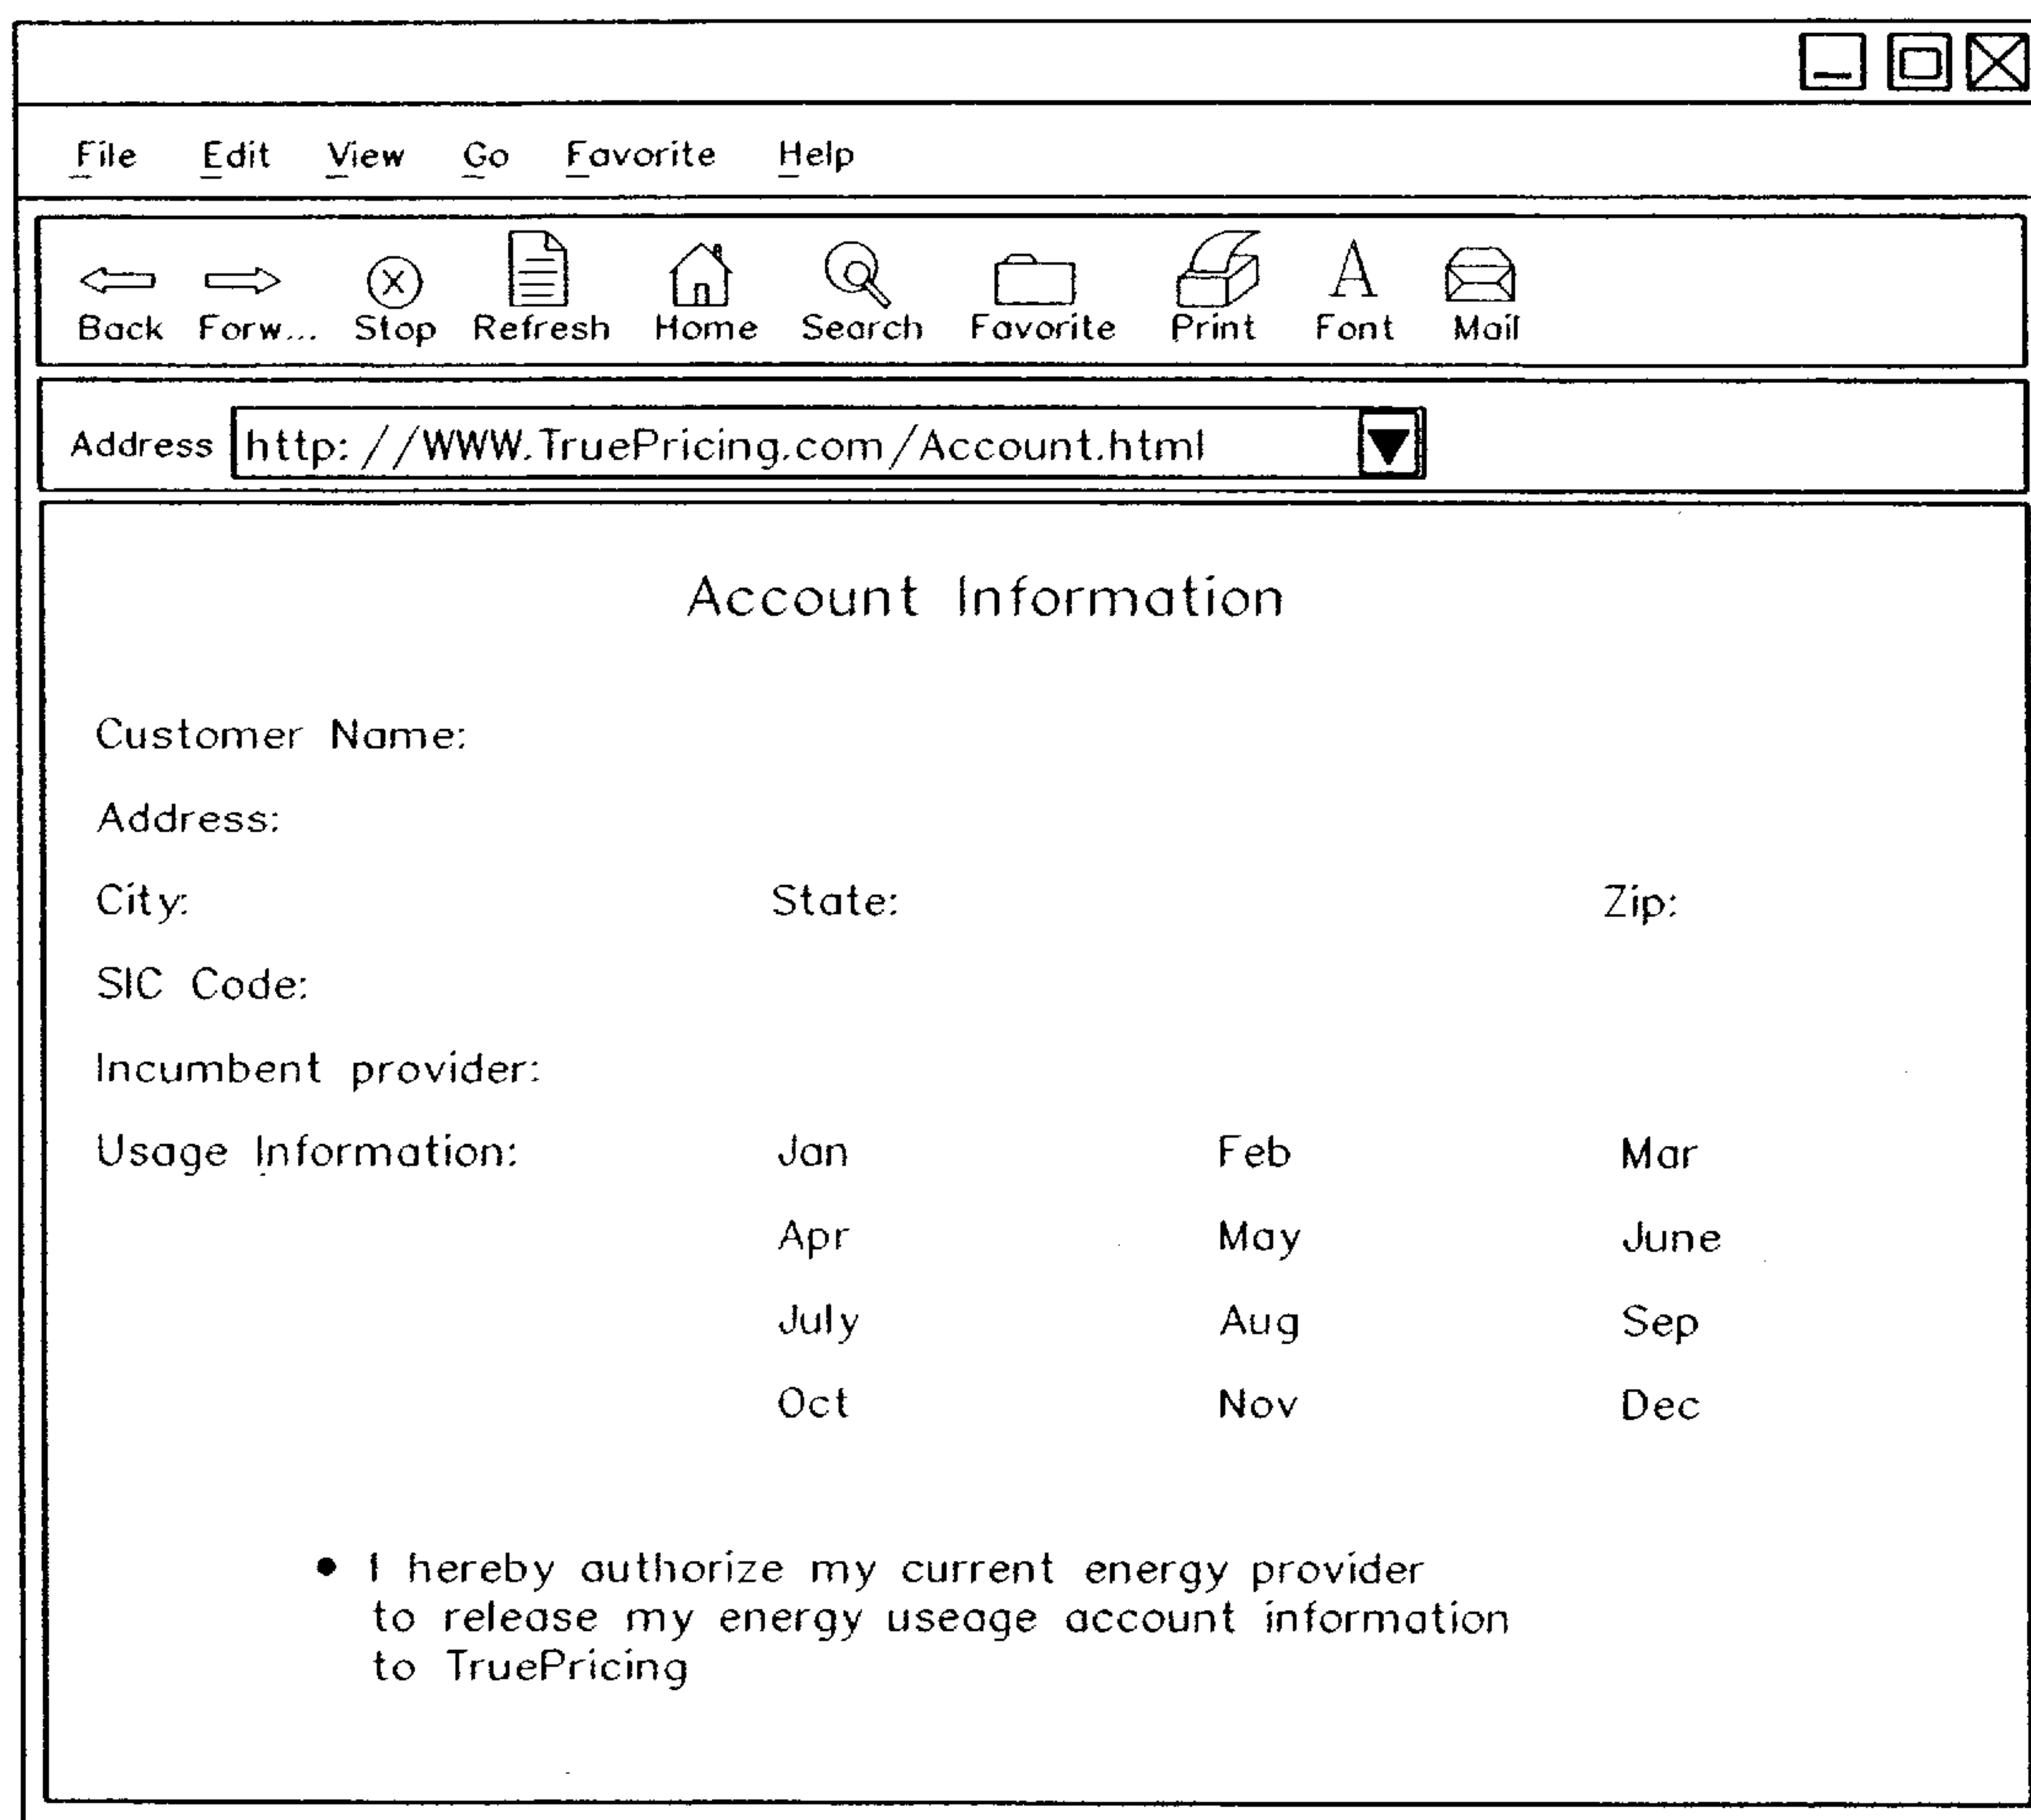 File Edit View Go Favorite Help
Back Forw... Stop Refresh Home Search Favorite Print A Font Mail
Address http://WWW.TruePricing.com/Account.html
Account Information
Customer Name:
Address:
City: State: Zip:
SIC Code:
Incumbent provider:
Usage Information: Jan Feb Mar
Apr May June
July Aug Sep
Oct Nov Dec
• I hereby authorize my current energy provider
to release my energy useage account information
to TruePricing